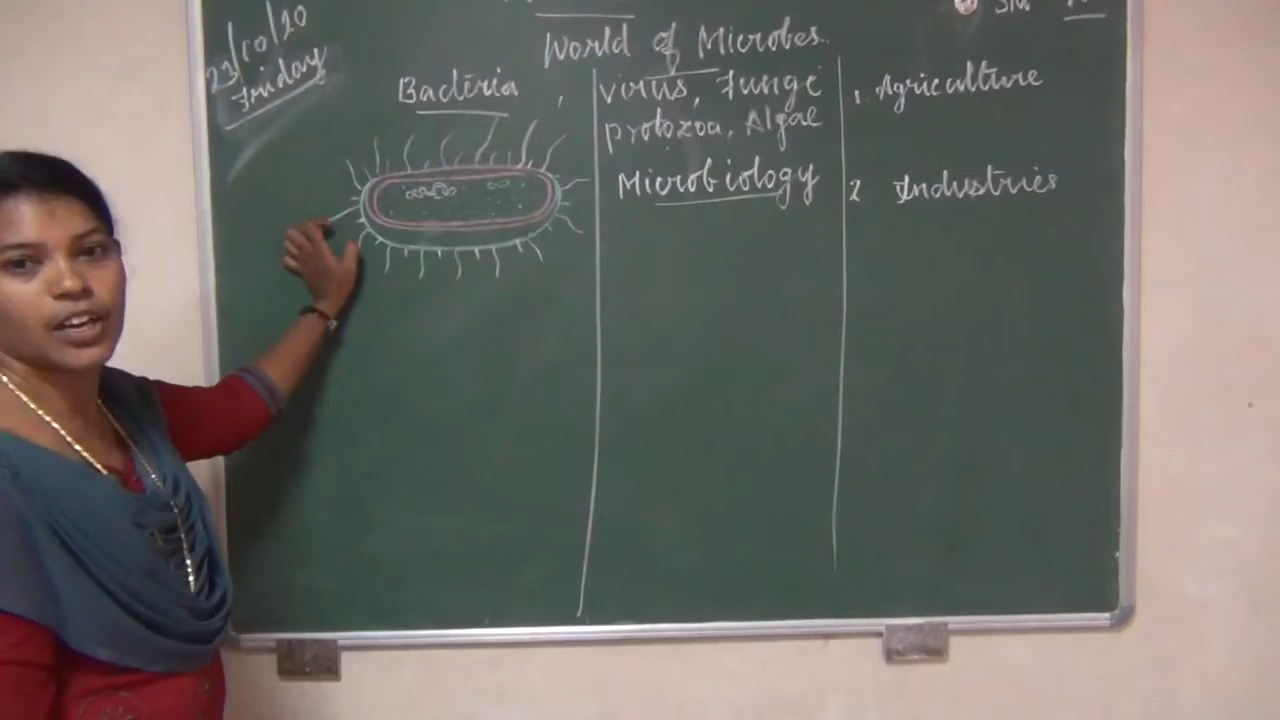 23/10/20
Friday
World of Microbes.
Bacteria,
virus, Fungi
protozoa, Algae
Microbiology
1. Agriculture
2 Industries